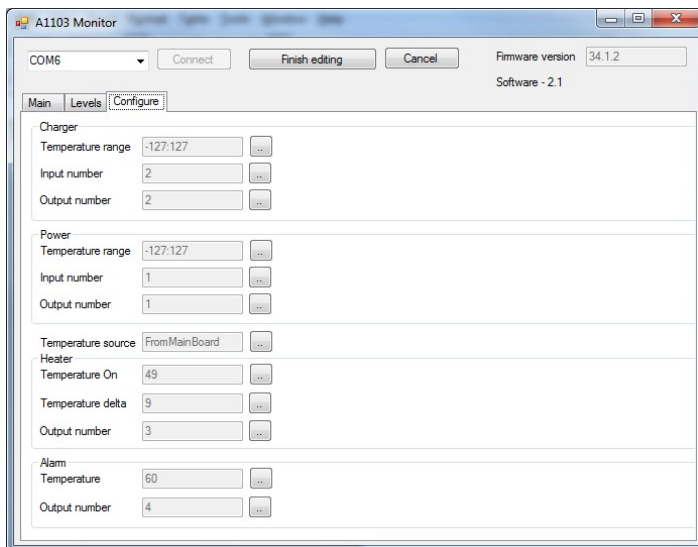 A1103 Monitor
COM6 Connect Finish editing Cancel Firmware version 34.1.2
Software - 2.1
Main Levels Configure
Charger
Temperature range -127:127 ..
Input number 2 ..
Output number 2 ..
Power
Temperature range -127:127 ..
Input number 1 ..
Output number 1 ..
Temperature source FromMainBoard ..
Heater
Temperature On 49 ..
Temperature delta 9 ..
Output number 3 ..
Alarm
Temperature 60 ..
Output number 4 ..